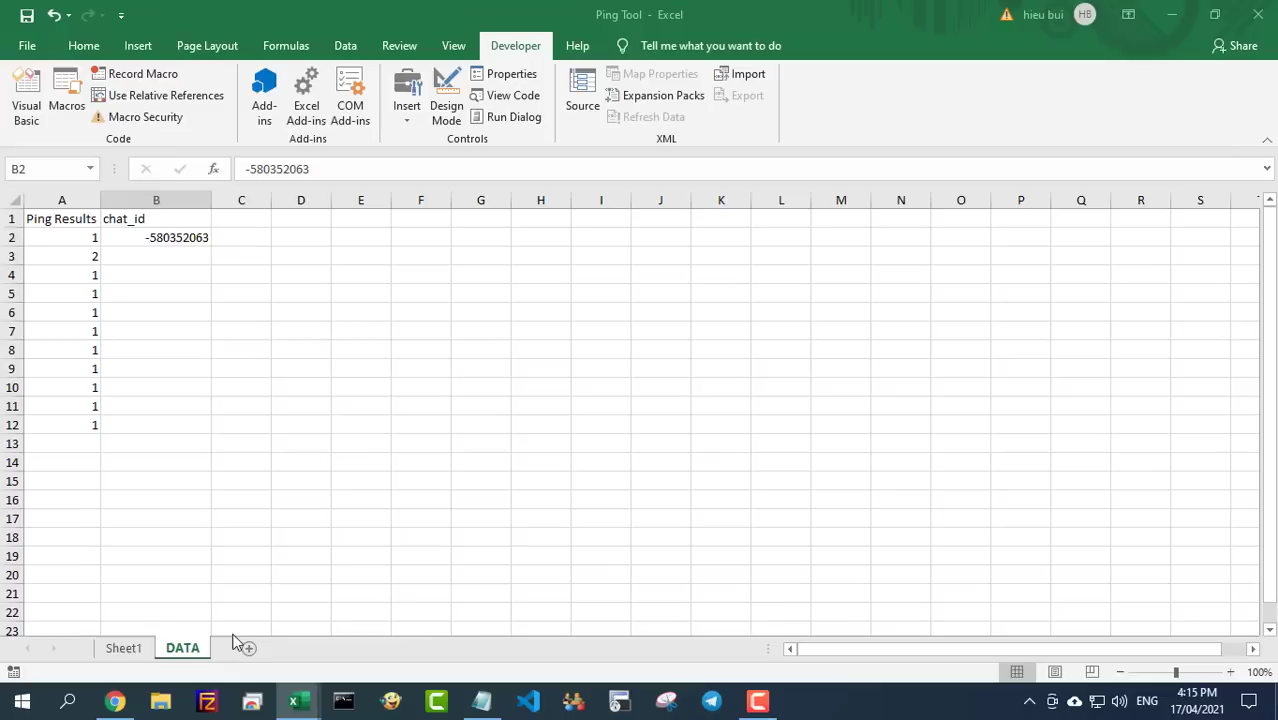 Ping Tool - Excel
hieu bui
HB
File Home Insert Page Layout Formulas Data Review View Developer Help Tell me what you want to do
Share
Visual Basic
Macros
Record Macro
Use Relative References
Macro Security
Code
Add-ins
Excel Add-ins
COM Add-ins
Add-ins
Insert
Design Mode
Properties
View Code
Run Dialog
Controls
Source
Map Properties
Expansion Packs
Refresh Data
Import
Export
XML
B2
fx
-580352063
A B C D E F G H I J K L M N O P Q R S
1 Ping Results chat_id
2 1 -580352063
3 2
4 1
5 1
6 1
7 1
8 1
9 1
10 1
11 1
12 1
13
14
15
16
17
18
19
20
21
22
23
Sheet1 DATA
100%
ENG
4:15 PM
17/04/2021